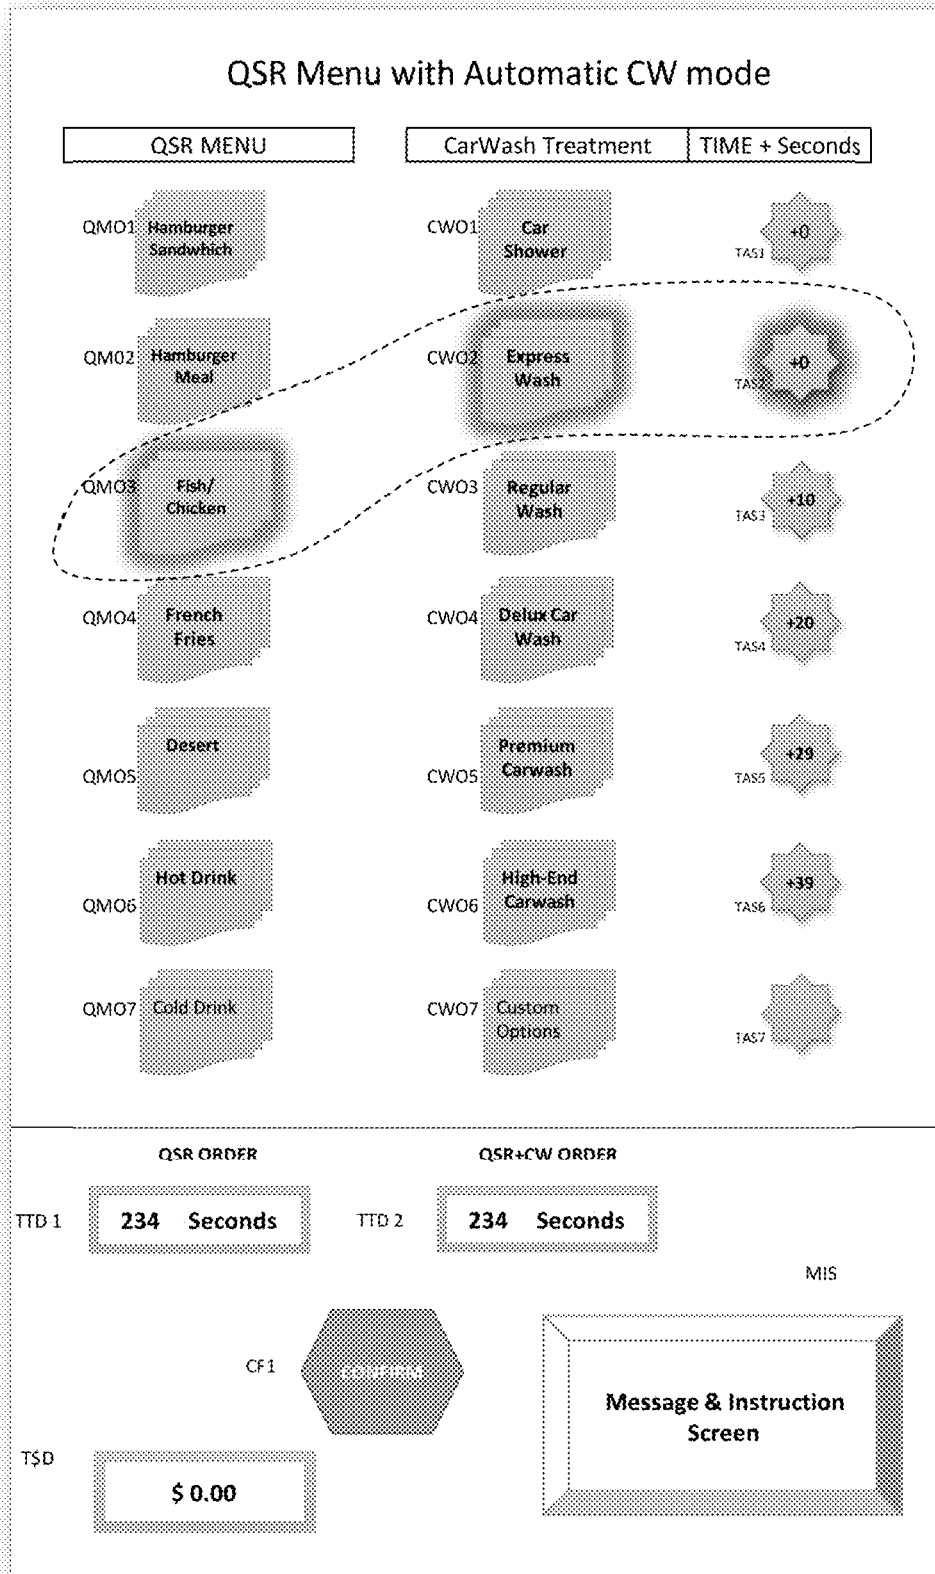 QSR Menu with Automatic CW mode
QSR MENU
CarWash Treatment
TIME + Seconds
QMO1
Hamburger
Sandwhich
CWO1
Car
Shower
TAS1
+0
QM02
Hamburger
Meal
CWO2
Express
Wash
TAS2
+0
QMO3
Fish/
Chicken
CWO3
Regular
Wash
TAS3
+10
QMO4
French
Fries
CWO4
Delux Car
Wash
TAS4
+20
QMO5
Desert
CWO5
Premium
Carwash
TAS5
+29
QMO6
Hot Drink
CWO6
High-End
Carwash
TAS6
+39
QMO7
Cold Drink
CWO7
Custom
Options
TAS7
QSR ORDER
QSR+CW ORDER
TTD 1
234 Seconds
TTD 2
234 Seconds
MIS
CF1
CONFIRM
Message & Instruction
Screen
T$D
$ 0.00